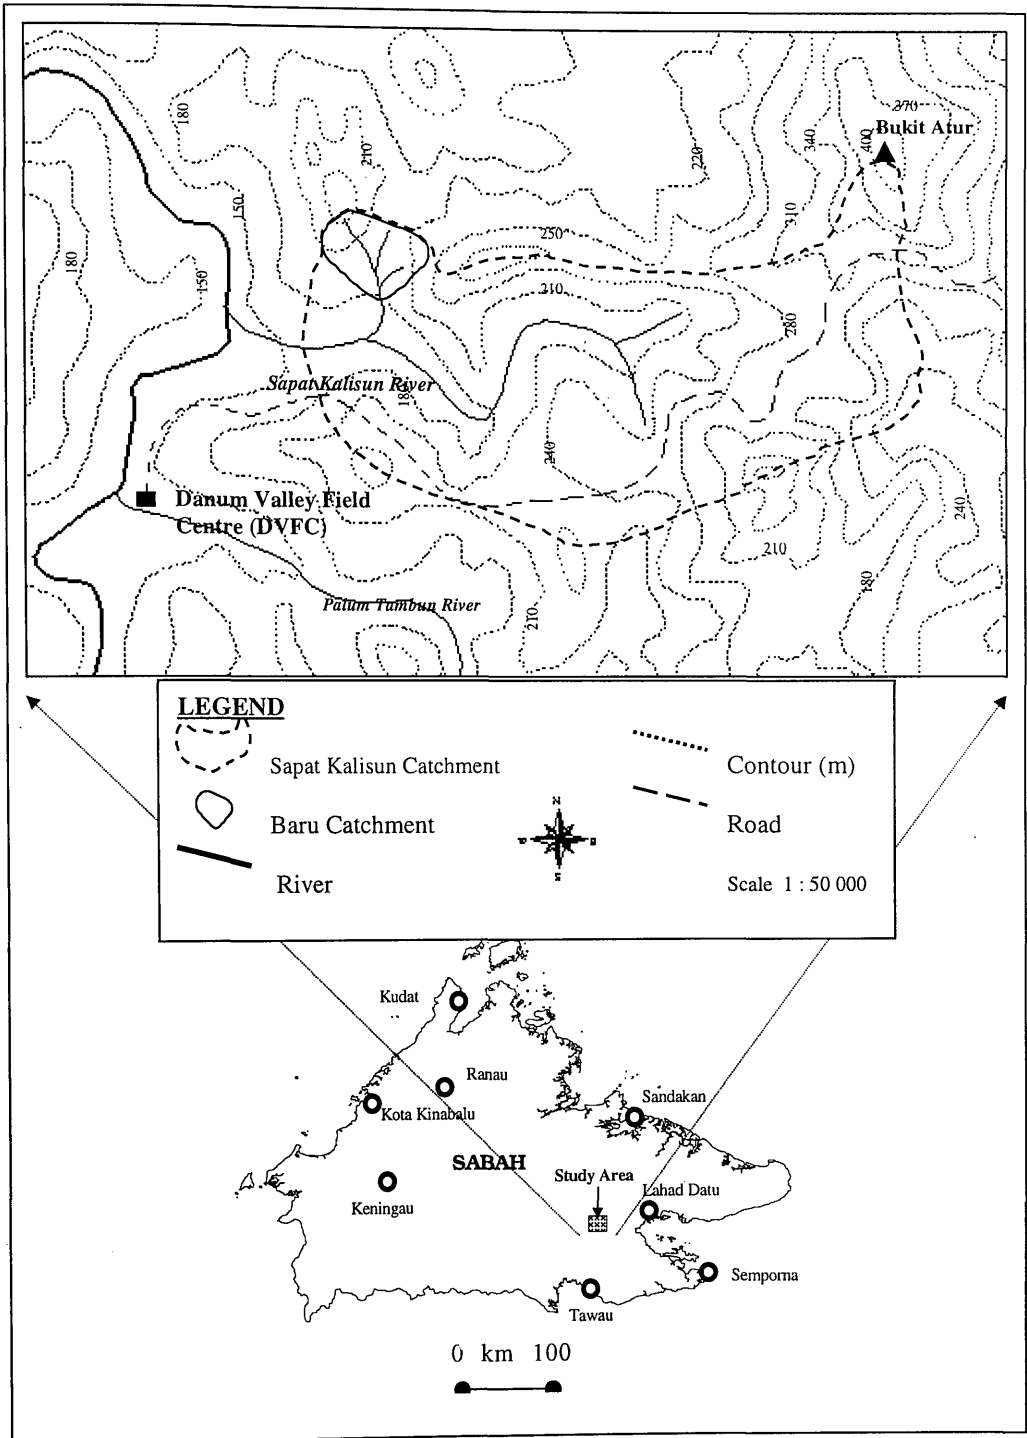 370
Bukit Atur
180
210
340
400
220
150
310
250
180
150
210
280
Sapat Kalisun River
180
240
Danum Valley Field
Centre (DVFC)
240
210
180
Palum Tambun River
210
LEGEND
Sapat Kalisun Catchment
Contour (m)
Baru Catchment
Road
N
S
River
Scale 1 : 50 000
Kudat
Ranau
Sandakan
Kota Kinabalu
SABAH
Study Area
Lahad Datu
Keningau
Semporna
Tawau
0 km 100